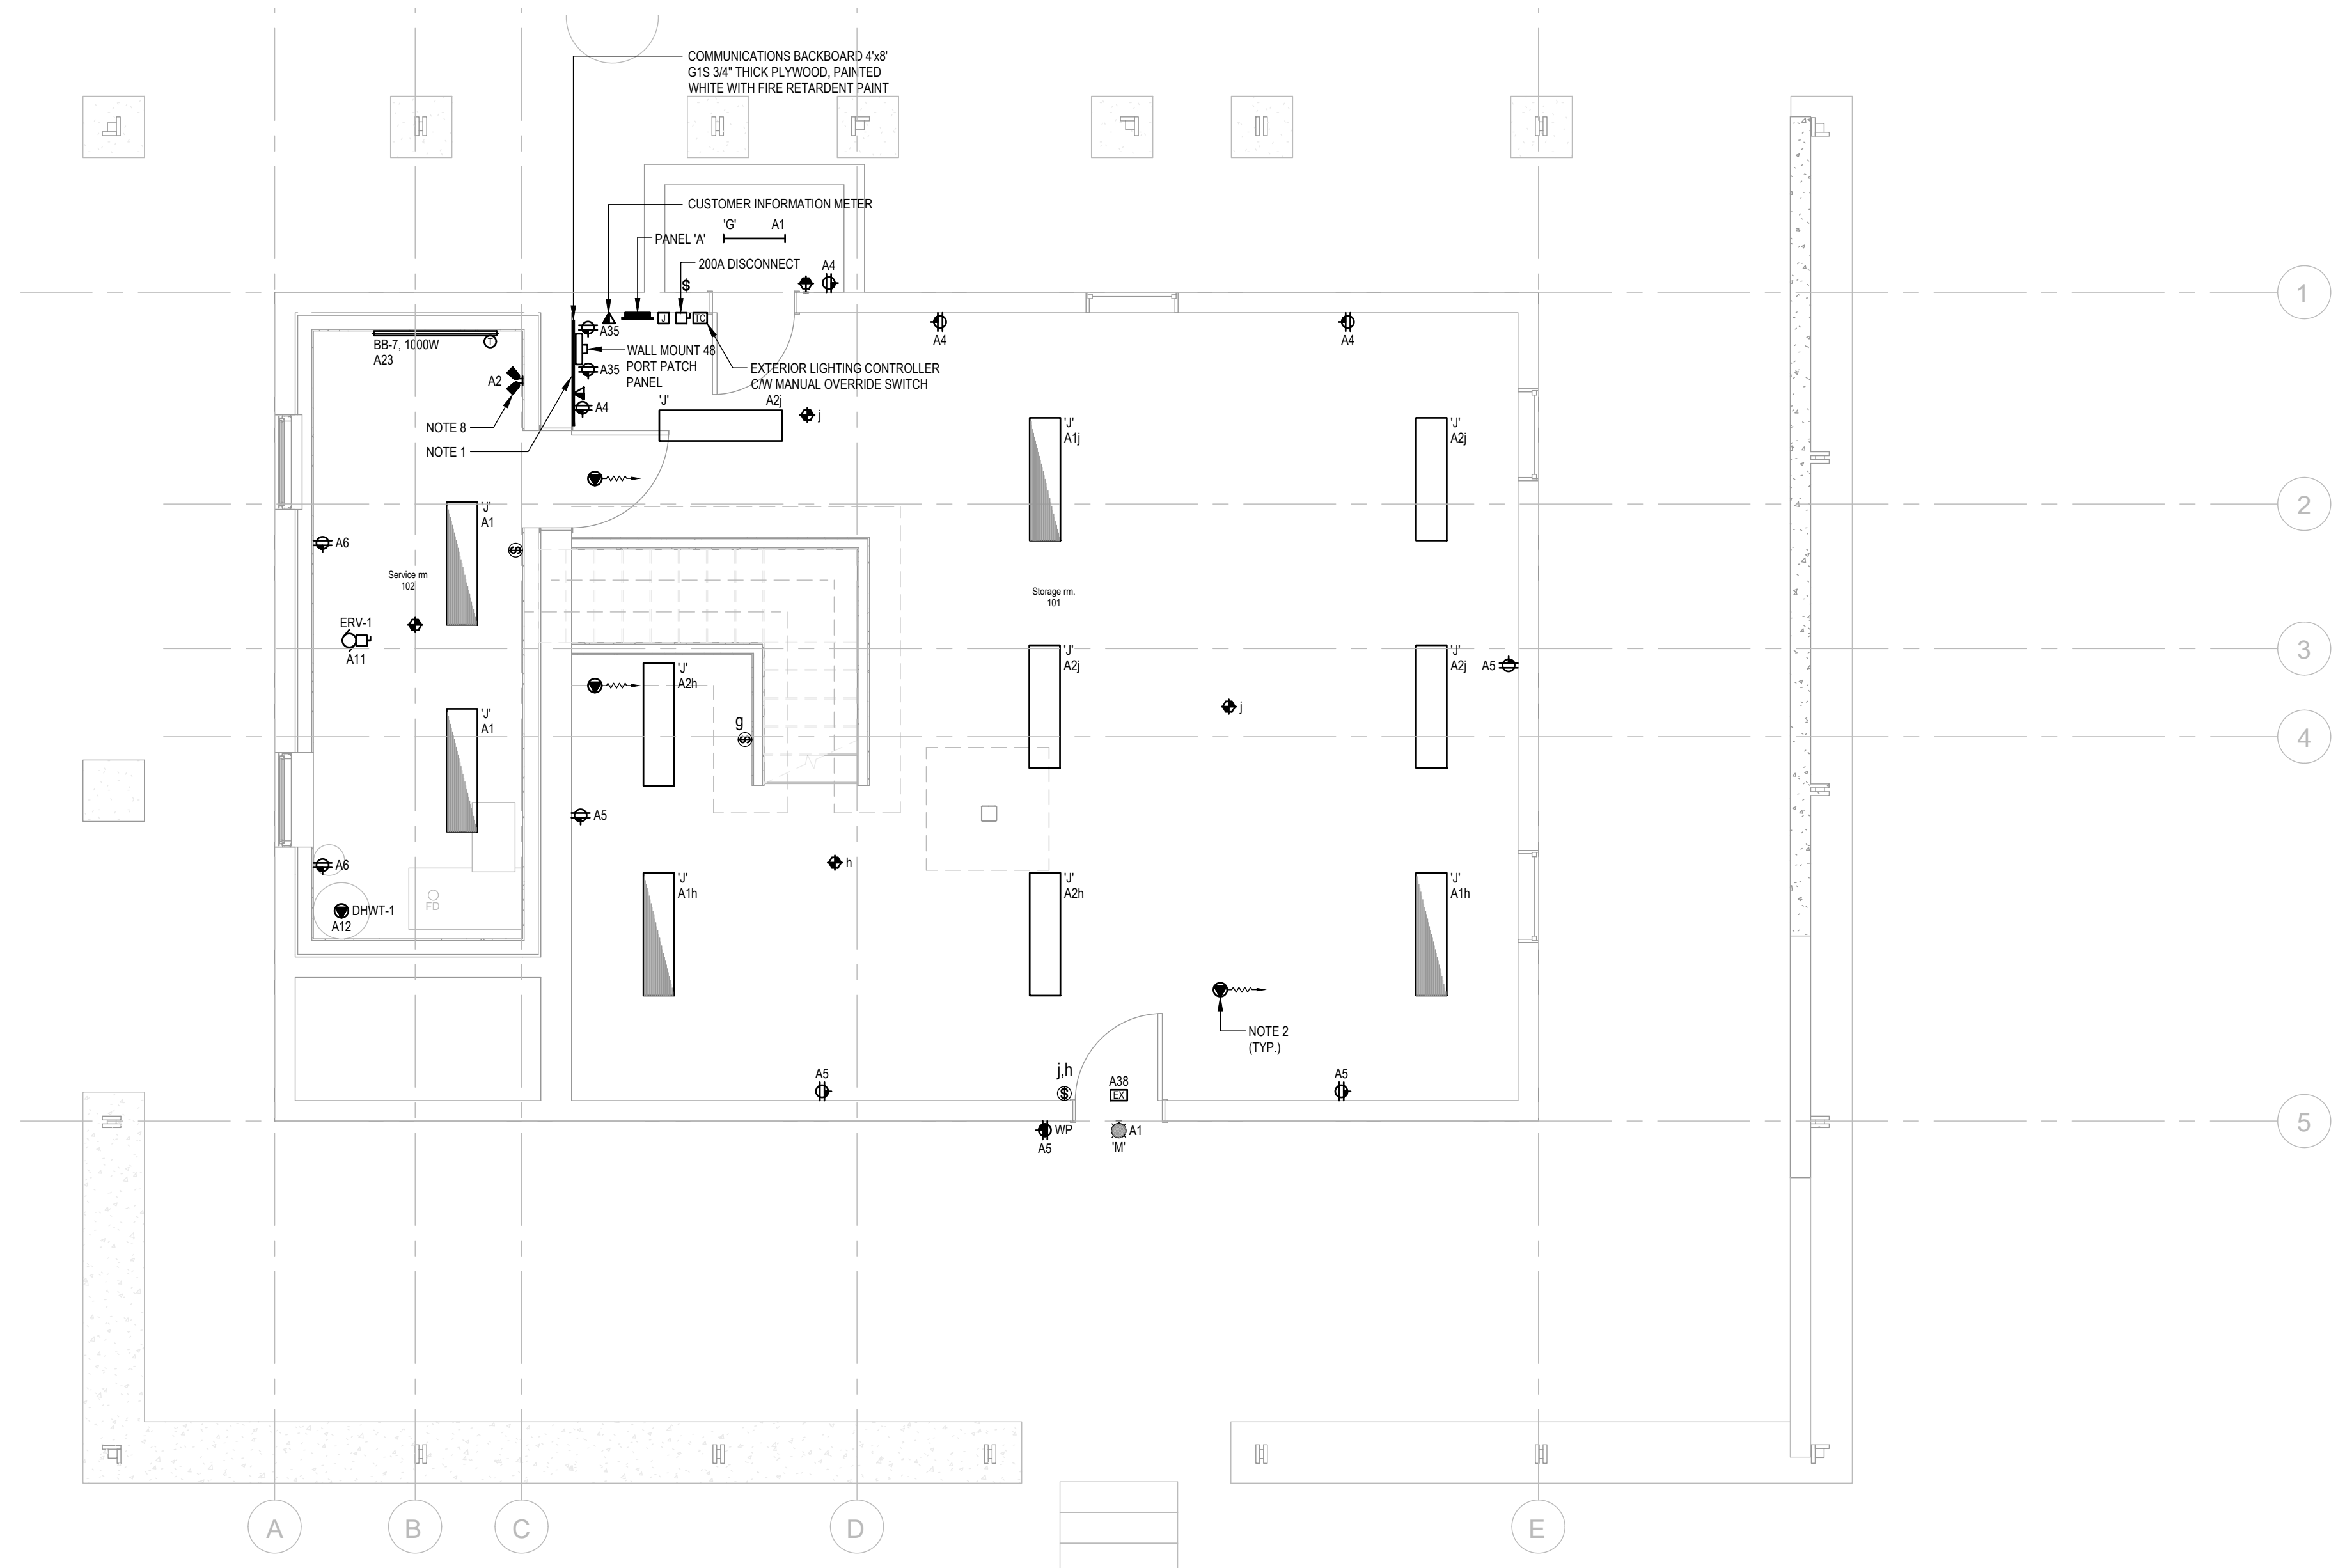 COMMUNICATIONS BACKBOARD 4'x8'
G1S 3/4" THICK PLYWOOD, PAINTED
WHITE WITH FIRE RETARDENT PAINT
CUSTOMER INFORMATION METER
'G' A1
PANEL 'A'
200A DISCONNECT
A4
$
1
J
TC
A35
A4
A4
BB-7, 1000W
A23
T
WALL MOUNT 48
PORT PATCH
PANEL
A35
EXTERIOR LIGHTING CONTROLLER
C/W MANUAL OVERRIDE SWITCH
A2
A4
'J' A2j
j
NOTE 8
NOTE 1
'J'
A1j
'J'
A2j
2
'J'
A1
A6
$
Service rm
102
Storage rm.
101
ERV-1
A11
3
'J'
A2h
'J'
A2j
'J'
A2j
A5
j
'J'
A1
g
$
4
A5
h
A6
'J'
A1h
'J'
A2h
'J'
A1h
FD
DHWT-1
A12
NOTE 2
(TYP.)
A5
j,h
$
A38
EX
A5
5
WP
A5
A1
'M'
A
B
C
D
E